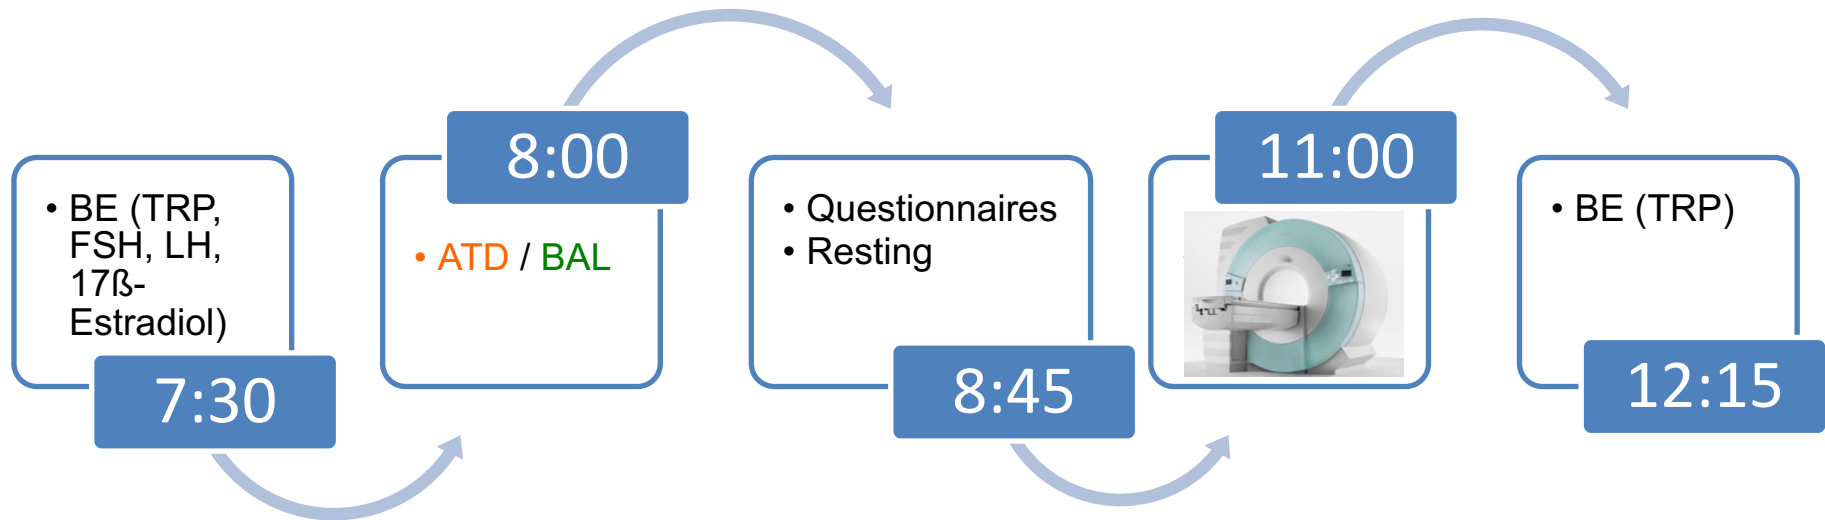 • BE (TRP,
FSH, LH,
17ß-
Estradiol)
7:30
8:00
• ATD / BAL
• Questionnaires
• Resting
8:45
11:00
• BE (TRP)
12:15